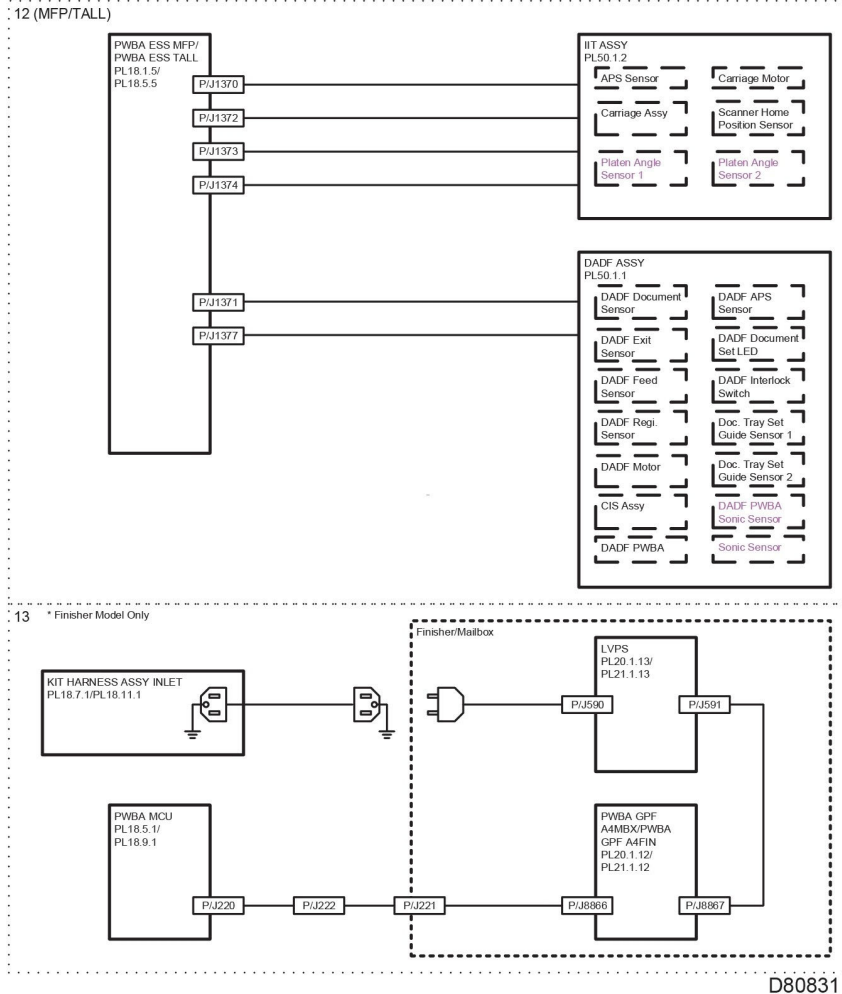 12 (MFP/TALL)
PWBA ESS MFP/
PWBA ESS TALL
PL18.1.5/
PL18.5.5
P/J1370
P/J1372
P/J1373
P/J1374
P/J1371
P/J1377
IIT ASSY
PL50.1.2
APS Sensor
Carriage Motor
Carriage Assy
Scanner Home
Position Sensor
Platen Angle
Sensor 1
Platen Angle
Sensor 2
DADF ASSY
PL50.1.1
DADF Document
Sensor
DADF APS
Sensor
DADF Exit
Sensor
DADF Document
Set LED
DADF Feed
Sensor
DADF Interlock
Switch
DADF Regi.
Sensor
Doc. Tray Set
Guide Sensor 1
DADF Motor
Doc. Tray Set
Guide Sensor 2
CIS Assy
DADF PWBA
Sonic Sensor
DADF PWBA
Sonic Sensor
13 * Finisher Model Only
KIT HARNESS ASSY INLET
PL18.7.1/PL18.11.1
Finisher/Mailbox
LVPS
PL20.1.13/
PL21.1.13
P/J590
P/J591
PWBA MCU
PL18.5.1/
PL18.9.1
P/J220
P/J222
P/J221
PWBA GPF
A4MBX/PWBA
GPF A4FIN
PL20.1.12/
PL21.1.12
P/J8866
P/J8867
D80831